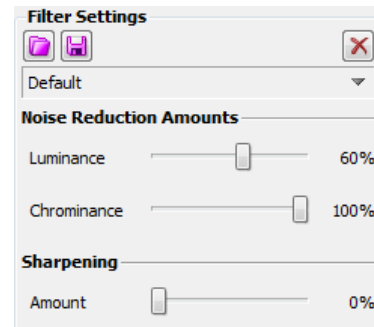 Filter Settings
Default
Noise Reduction Amounts
Luminance 60%
Chrominance 100%
Sharpening
Amount 0%